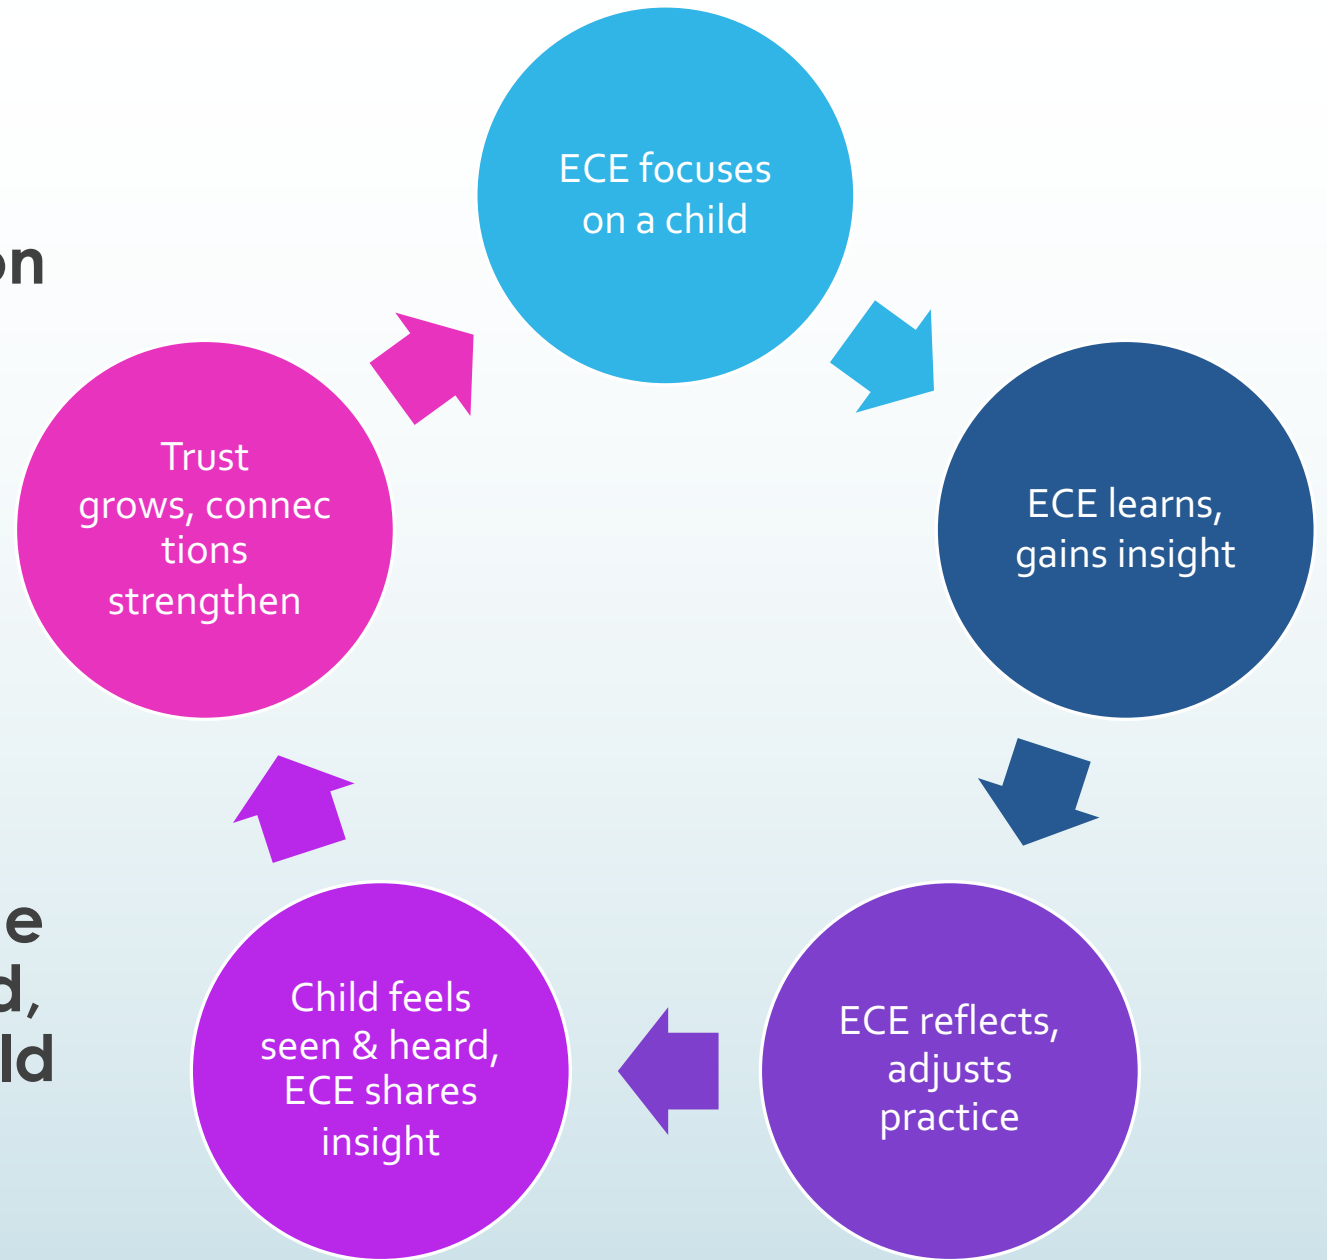 ECE focuses
on a child
ECE learns,
gains insight
ECE reflects,
adjusts
practice
Child feels
seen & heard,
ECE shares
insight
Trust
grows, connec
tions
strengthen
on
e
d,
ld